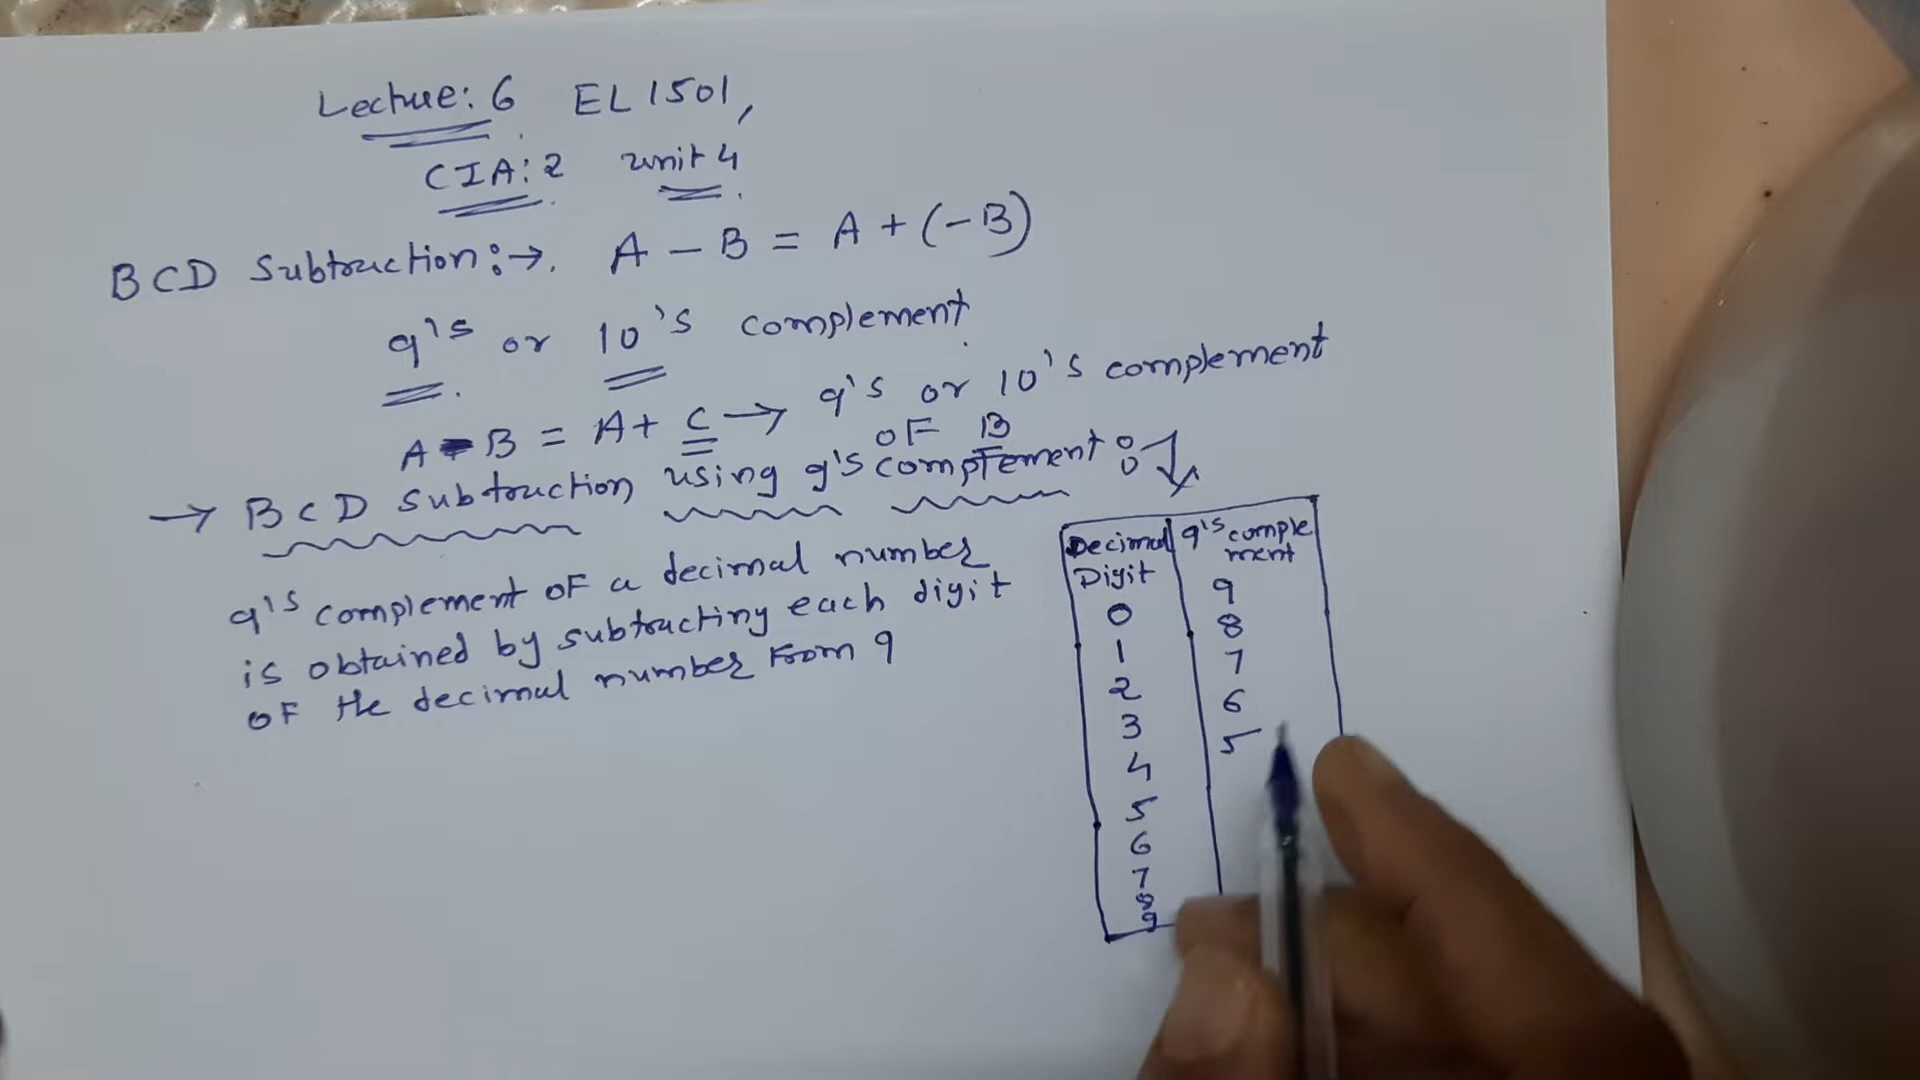 Lecture: 6 EL1501,
CIA: 2 unit 4
BCD Subtraction:→. A - B = A + (-B)
9's or 10's complement
A - B = A + C → 9's or 10's complement
OF B
→ BCD Subtraction using 9's complement:
9's complement OF a decimal number
is obtained by subtracting each digit
OF the decimal number From 9
Decimal Digit 9's comple ment
0 9
1 8
2 7
3 6
4 5
5
6
7
8
9